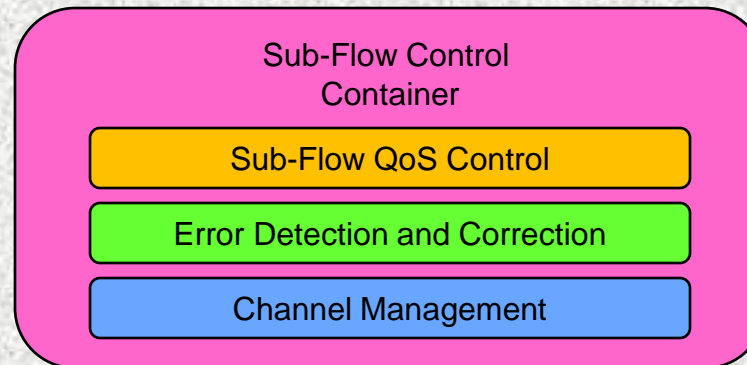 Sub-Flow Control
Container
Sub-Flow QoS Control
Error Detection and Correction
Channel Management